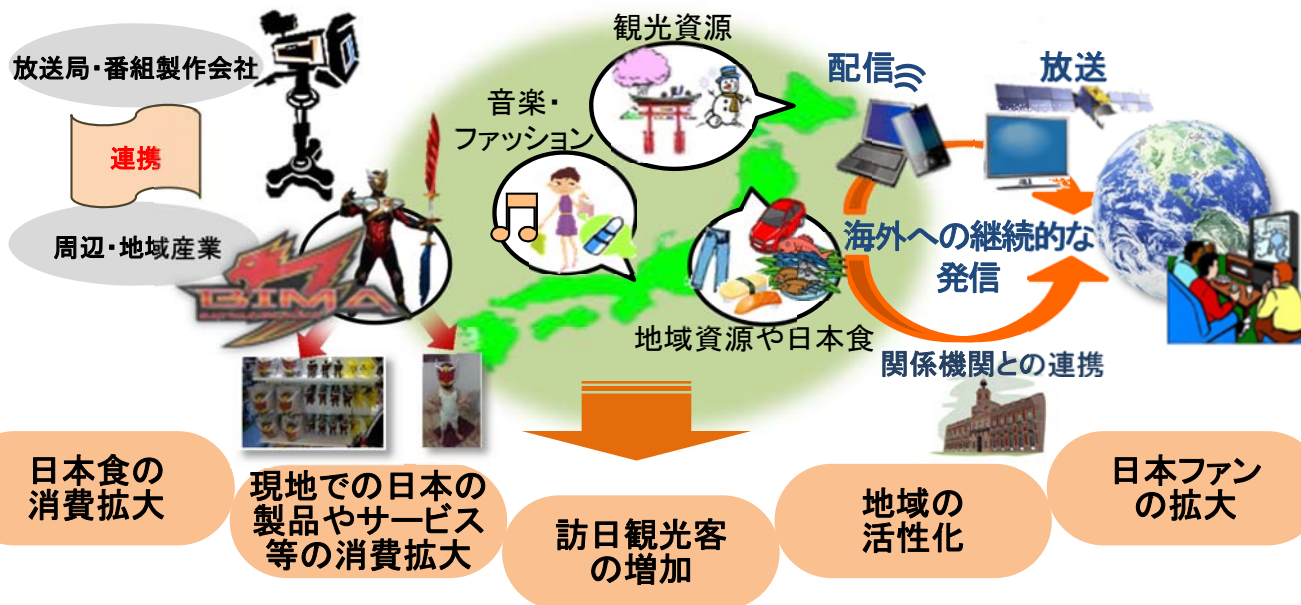 放送局・番組製作会社
連携
周辺・地域産業
BIMA
観光資源
音楽・
ファッション
地域資源や日本食
配信
放送
海外への継続的な
発信
関係機関との連携
日本食の
消費拡大
現地での日本の
製品やサービス
等の消費拡大
訪日観光客
の増加
地域の
活性化
日本ファン
の拡大